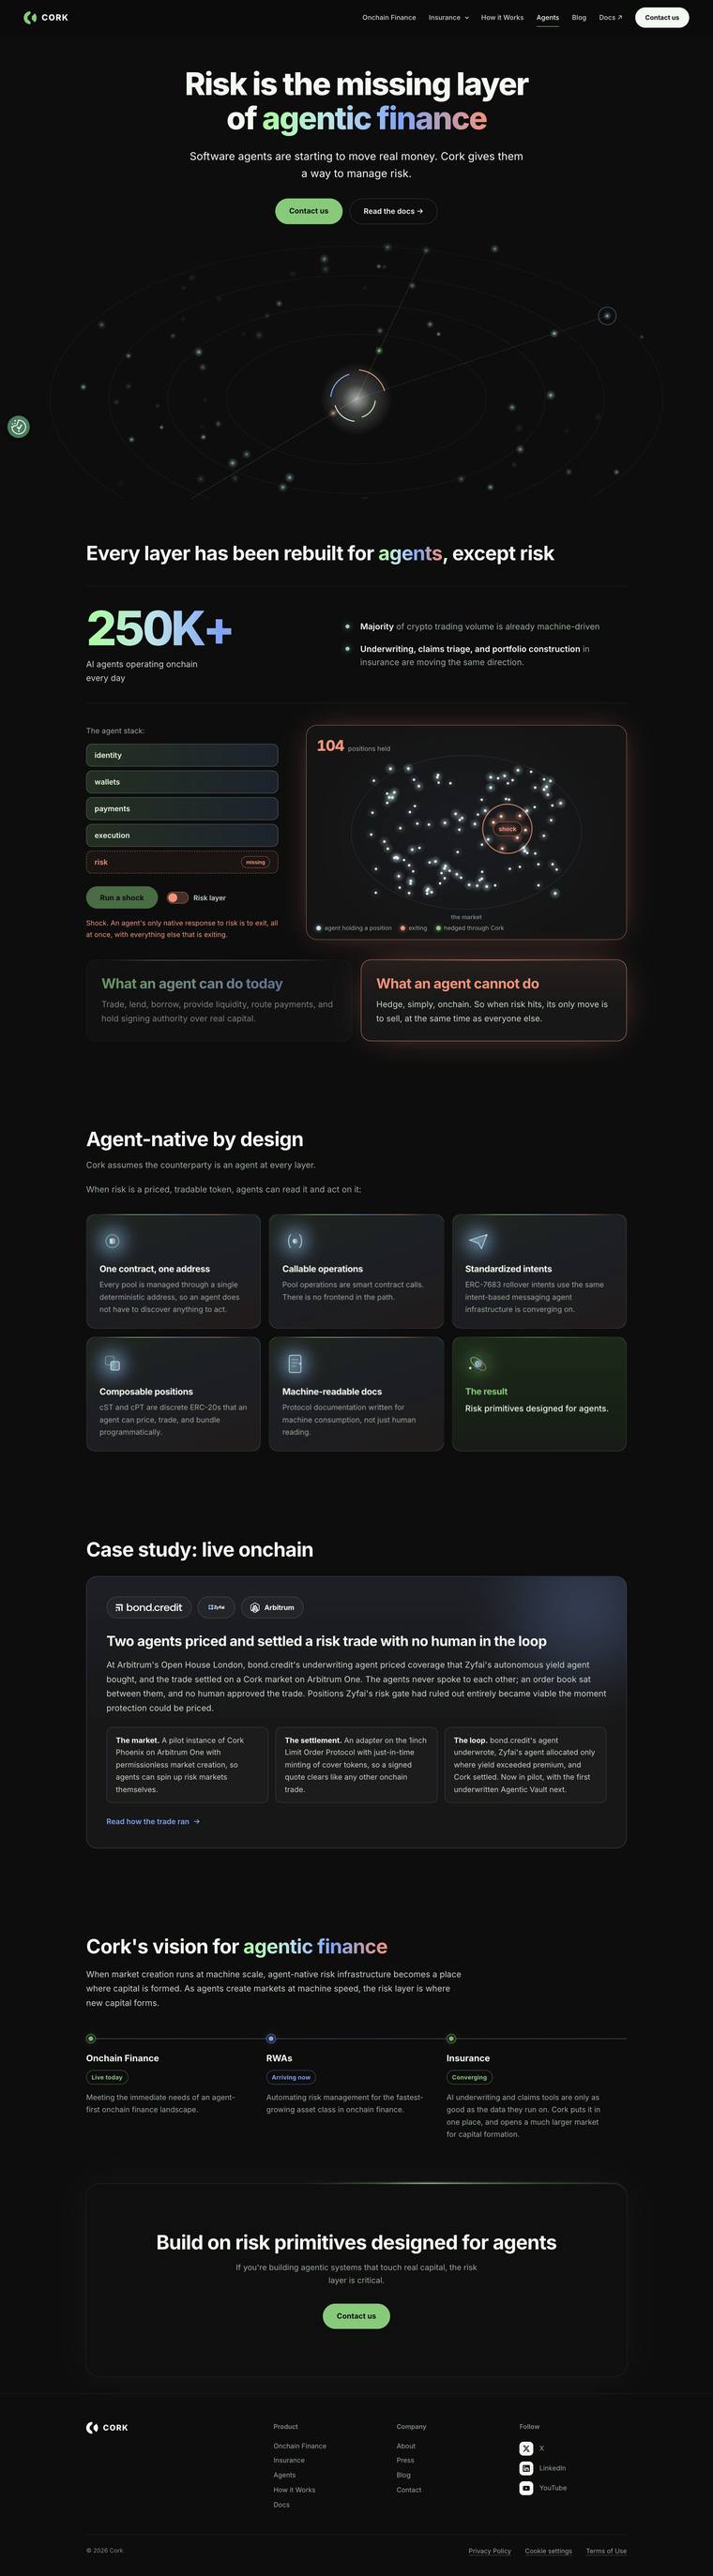 CORK
Onchain Finance
Insurance
How it Works
Agents
Blog
Docs ↗
Contact us
Risk is the missing layer
of agentic finance
Software agents are starting to move real money. Cork gives them
a way to manage risk.
Contact us
Read the docs →
Every layer has been rebuilt for agents, except risk
250K+
AI agents operating onchain
every day
Majority of crypto trading volume is already machine-driven
Underwriting, claims triage, and portfolio construction in
insurance are moving the same direction.
The agent stack:
identity
wallets
payments
execution
risk
missing
Run a shock
Risk layer
Shock. An agent's only native response to risk is to exit, all
at once, with everything else that is exiting.
104 positions held
shock
the market
agent holding a position
exiting
hedged through Cork
What an agent can do today
Trade, lend, borrow, provide liquidity, route payments, and
hold signing authority over real capital.
What an agent cannot do
Hedge, simply, onchain. So when risk hits, its only move is
to sell, at the same time as everyone else.
Agent-native by design
Cork assumes the counterparty is an agent at every layer.
When risk is a priced, tradable token, agents can read it and act on it:
One contract, one address
Every pool is managed through a single
deterministic address, so an agent does
not have to discover anything to act.
Callable operations
Pool operations are smart contract calls.
There is no frontend in the path.
Standardized intents
ERC-7683 rollover intents use the same
intent-based messaging agent
infrastructure is converging on.
Composable positions
cST and cPT are discrete ERC-20s that an
agent can price, trade, and bundle
programmatically.
Machine-readable docs
Protocol documentation written for
machine consumption, not just human
reading.
The result
Risk primitives designed for agents.
Case study: live onchain
bond.credit
Zyfai
Arbitrum
Two agents priced and settled a risk trade with no human in the loop
At Arbitrum's Open House London, bond.credit's underwriting agent priced coverage that Zyfai's autonomous yield agent
bought, and the trade settled on a Cork market on Arbitrum One. The agents never spoke to each other; an order book sat
between them, and no human approved the trade. Positions Zyfai's risk gate had ruled out entirely became viable the moment
protection could be priced.
The market. A pilot instance of Cork
Phoenix on Arbitrum One with
permissionless market creation, so
agents can spin up risk markets
themselves.
The settlement. An adapter on the 1inch
Limit Order Protocol with just-in-time
minting of cover tokens, so a signed
quote clears like any other onchain
trade.
The loop. bond.credit's agent
underwrote, Zyfai's agent allocated only
where yield exceeded premium, and
Cork settled. Now in pilot, with the first
underwritten Agentic Vault next.
Read how the trade ran →
Cork's vision for agentic finance
When market creation runs at machine scale, agent-native risk infrastructure becomes a place
where capital is formed. As agents create markets at machine speed, the risk layer is where
new capital forms.
Onchain Finance
Live today
Meeting the immediate needs of an agent-
first onchain finance landscape.
RWAs
Arriving now
Automating risk management for the fastest-
growing asset class in onchain finance.
Insurance
Converging
AI underwriting and claims tools are only as
good as the data they run on. Cork puts it in
one place, and opens a much larger market
for capital formation.
Build on risk primitives designed for agents
If you're building agentic systems that touch real capital, the risk
layer is critical.
Contact us
CORK
Product
Onchain Finance
Insurance
Agents
How it Works
Docs
Company
About
Press
Blog
Contact
Follow
X
LinkedIn
YouTube
© 2026 Cork
Privacy Policy
Cookie settings
Terms of Use